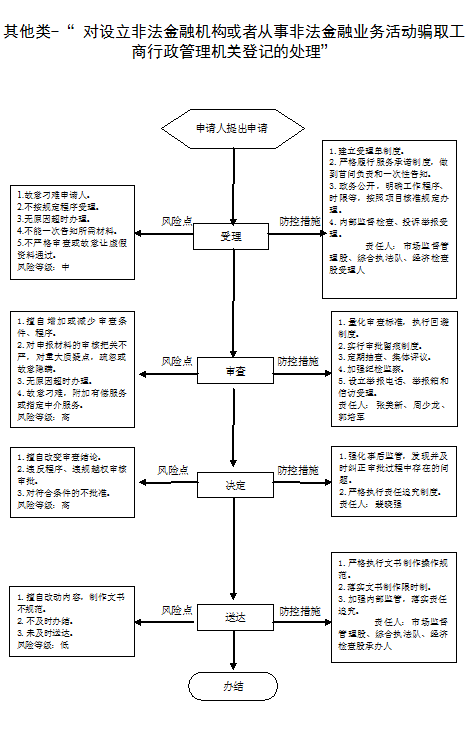 其他类-“ 对设立非法金融机构或者从事非法金融业务活动骗取工
商行政管理机关登记的处理”
申请人提出申请
1.故意刁难申请人。
2.不按规定程序受理。
3.无原因超时办理。
4.不能一次告知所需材料。
5.不严格审查或故意让虚假
资料通过。
风险等级：中
风险点
受理
防控措施
1.建立受理单制度。
2.严格履行服务承诺制度，做
到首问负责和一次性告知。
3.政务公开，明确工作程序、
时限等，按照项目核准规定办
理。
4.内部监督检查、投诉举报受
理。
责任人：市场监督管
理股、综合执法队、经济检查
股受理人
1.擅自增加或减少审查条
件、程序。
2.对申报材料的审核把关不
严，对重大质疑点，疏忽或
故意隐瞒。
3.无原因超时办理。
4.故意刁难，附加有偿服务
或指定中介服务。
风险等级：高
风险点
审查
防控措施
1.量化审查标准，执行回避
制度。
2.实行审批留痕制度。
3.定期抽查、集体评议。
4.加强纪检监察。
5.设立举报电话、举报箱和
信访受理。
责任人：张美新、周少龙、
郭培军
1.擅自改变审查结论。
2.违反程序、违规越权审核
审批。
3.对符合条件的不批准。
风险等级：高
风险点
决定
防控措施
1.强化事后监管，发现并及
时纠正审批过程中存在的问
题。
2.严格执行责任追究制度。
责任人：裴晓强
1.擅自改动内容，制作文书
不规范。
2.不及时办结。
3.未及时送达。
风险等级：低
风险点
送达
防控措施
1.严格执行文书制作操作规
范。
2.落实文书制作限时制。
3.加强内部监管，落实责任
追究。
责任人：市场监督
管理股、综合执法队、经济
检查股承办人
办结